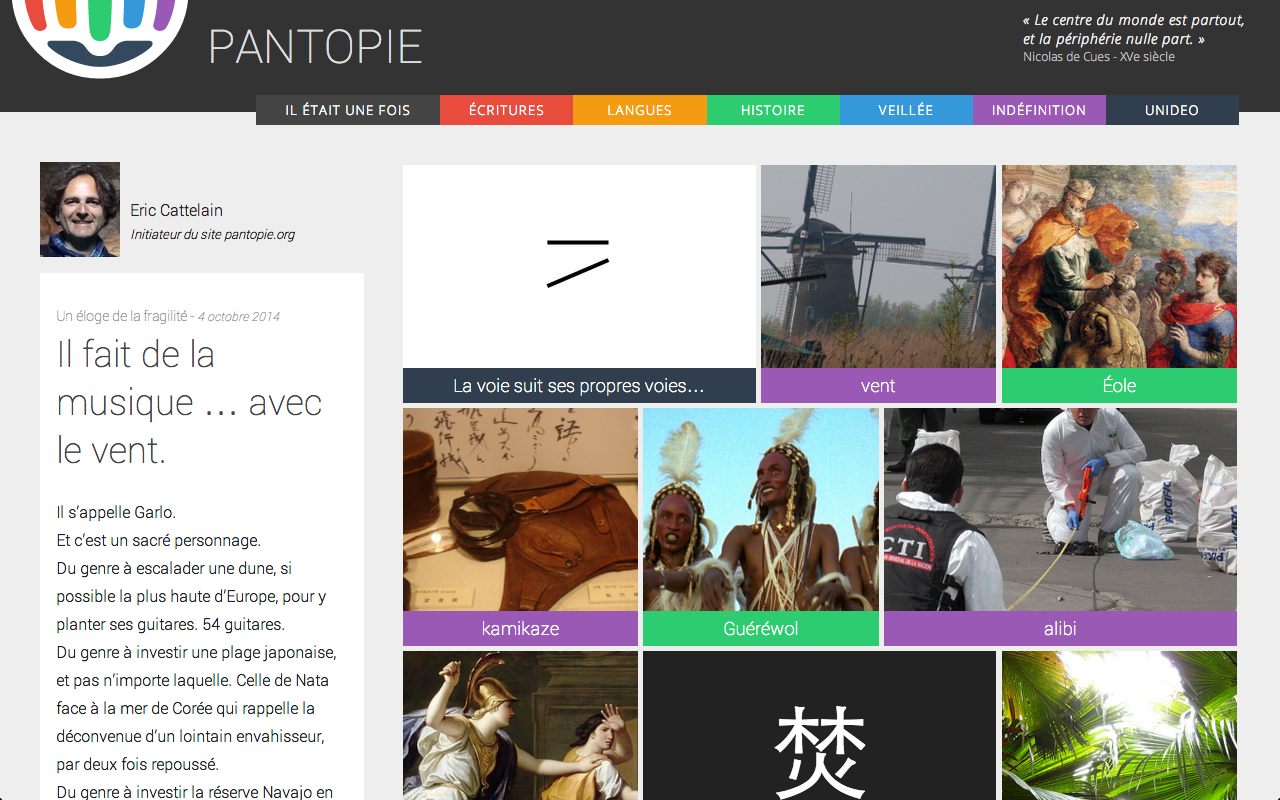 PANTOPIE
« Le centre du monde est partout,
et la périphérie nulle part. »
Nicolas de Cues - XVe siècle
IL ÉTAIT UNE FOIS
ÉCRITURES
LANGUES
HISTOIRE
VEILLÉE
INDÉFINITION
UNIDEO
Eric Cattelain
Initiateur du site pantopie.org
Un éloge de la fragilité - 4 octobre 2014
Il fait de la
musique … avec
le vent.
Il s’appelle Garlo.
Et c’est un sacré personnage.
Du genre à escalader une dune, si
possible la plus haute d’Europe, pour y
planter ses guitares. 54 guitares.
Du genre à investir une plage japonaise,
et pas n’importe laquelle. Celle de Nata
face à la mer de Corée qui rappelle la
déconvenue d’un lointain envahisseur,
par deux fois repoussé.
Du genre à investir la réserve Navajo en
La voie suit ses propres voies…
vent
Éole
kamikaze
Guéréwol
CTI
PACIFIC
alibi
焚